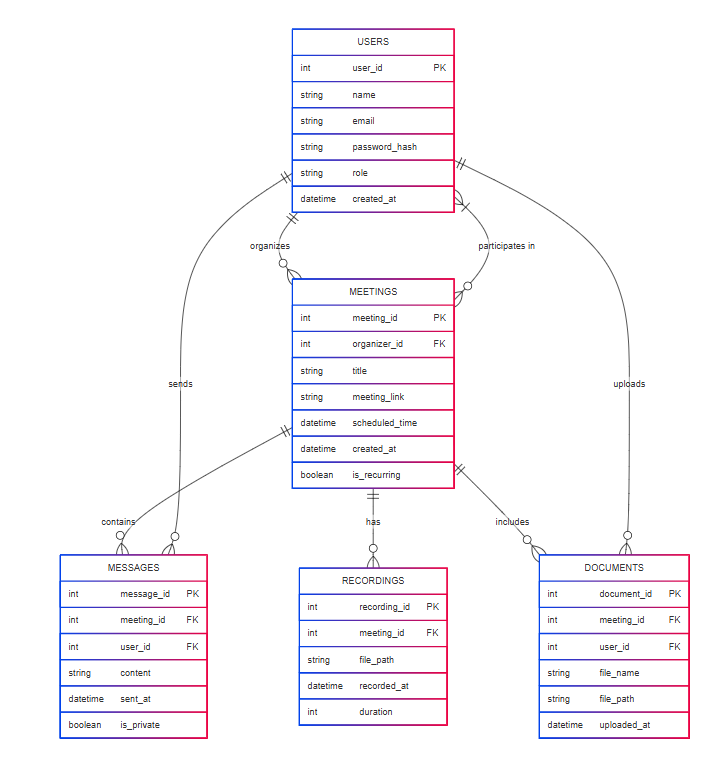 USERS
int user_id PK
string name
string email
string password_hash
string role
datetime created_at
organizes
participates in
MEETINGS
int meeting_id PK
int organizer_id FK
string title
string meeting_link
datetime scheduled_time
datetime created_at
boolean is_recurring
sends
uploads
contains
has
includes
MESSAGES
int message_id PK
int meeting_id FK
int user_id FK
string content
datetime sent_at
boolean is_private
RECORDINGS
int recording_id PK
int meeting_id FK
string file_path
datetime recorded_at
int duration
DOCUMENTS
int document_id PK
int meeting_id FK
int user_id FK
string file_name
string file_path
datetime uploaded_at